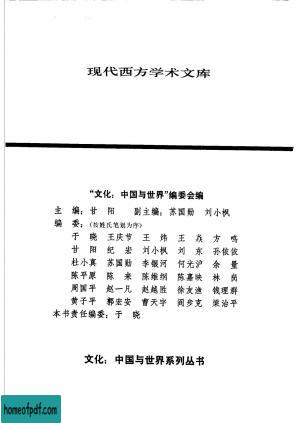 现代西方学术文库
“文化：中国与世界”编委会编
主 编：甘 阳 副主编：苏国勋 刘小枫
编 委：（按姓氏笔划为序）
于 晓 王庆节 王 炜 王 焱 方 鸣
甘 阳 纪 宏 刘小枫 刘 东 孙依依
杜小真 苏国勋 李银河 何光沪 余 量
陈平原 陈 来 陈维纲 陈嘉映 林 岗
周国平 赵一凡 赵越胜 徐友渔 钱理群
黄子平 郭宏安 曹天予 阎步克 梁治平
本书责任编委：于 晓
文化：中国与世界系列丛书
homeofpdf.com
homeofpdf.com